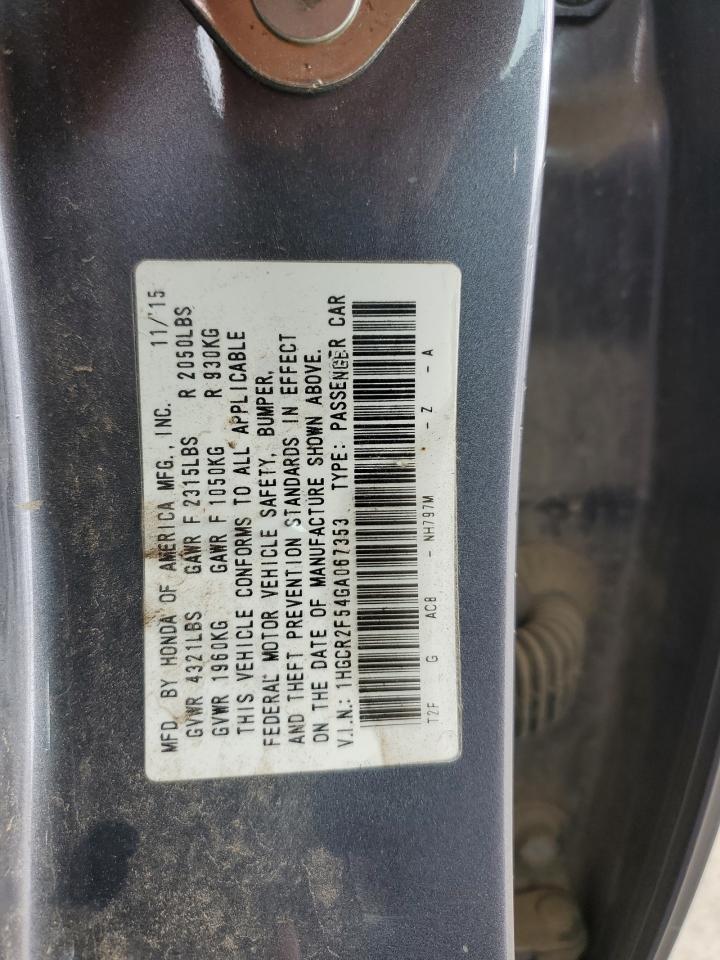 MFD BY HONDA OF AMERICA MFG., INC. 11/'15
GVWR 4321LBS GAWR F 2315LBS R 2050LBS
GVWR 1960KG GAWR F 1050KG R 930KG
THIS VEHICLE CONFORMS TO ALL APPLICABLE
FEDERAL MOTOR VEHICLE SAFETY, BUMPER,
AND THEFT PREVENTION STANDARDS IN EFFECT
ON THE DATE OF MANUFACTURE SHOWN ABOVE.
V.I.N.: 1HGCR2F54GA067353 TYPE: PASSENGER CAR
T2F G AC8 - NH797M - Z - A